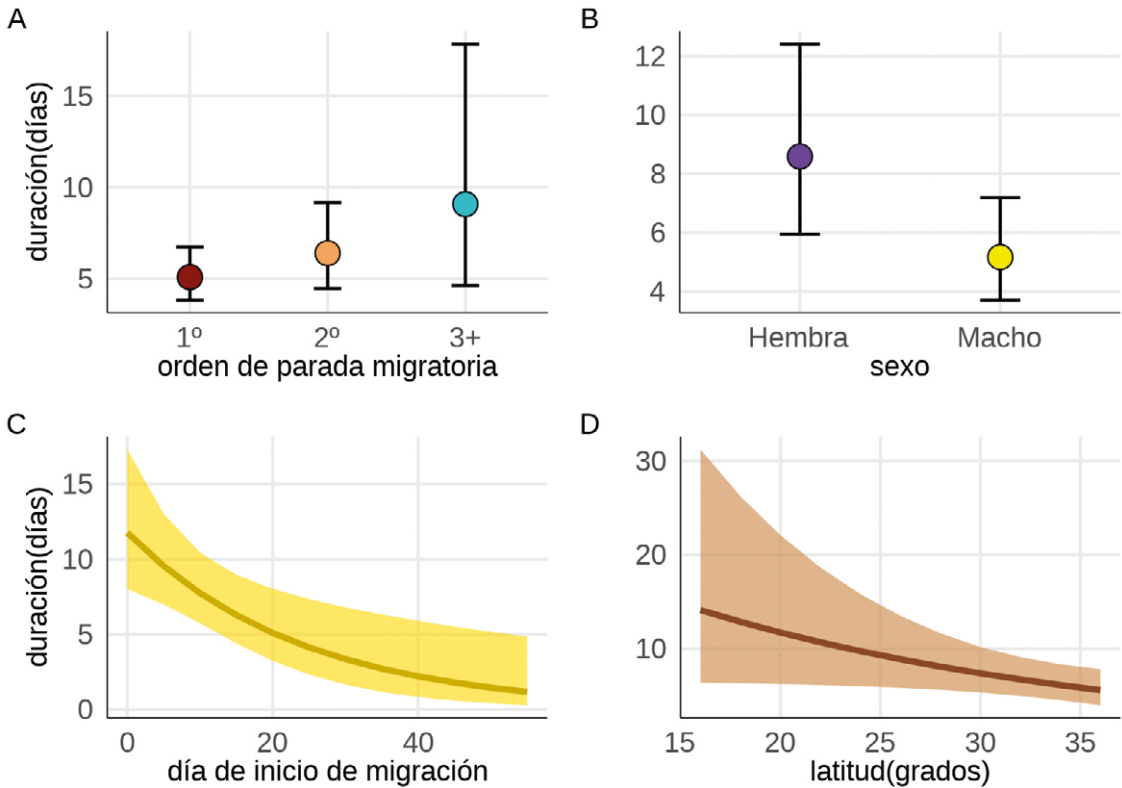 A
duración(días)
15
10
5
1º
2º
3+
orden de parada migratoria
B
12
10
8
6
4
Hembra
Macho
sexo
C
duración(días)
15
10
5
0
0
20
40
día de inicio de migración
D
30
20
10
15
20
25
30
35
latitud(grados)